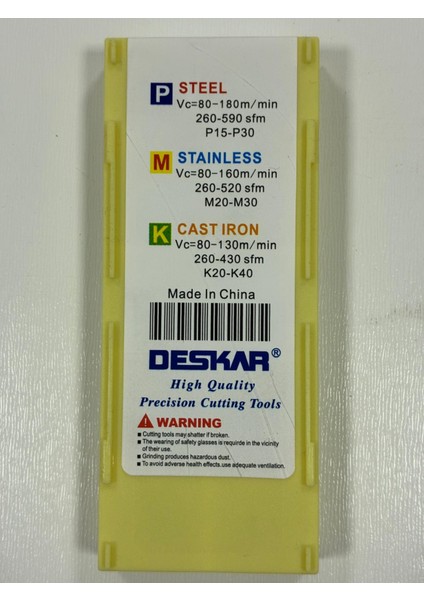 P STEEL
Vc=80-180m/min
260-590 sfm
P15-P30
M STAINLESS
Vc=80-160m/min
260-520 sfm
M20-M30
K CAST IRON
Vc=80-130m/min
260-430 sfm
K20-K40
Made In China
DESKAR®
High Quality
Precision Cutting Tools
WARNING
■ Cutting tools may shatter if broken.
■ The wearing of safety glasses is requirde in the vicinity
of their use.
■ Grinding produces hazardous dust.
■ To avoid adverse health effects, use adequate ventilation.